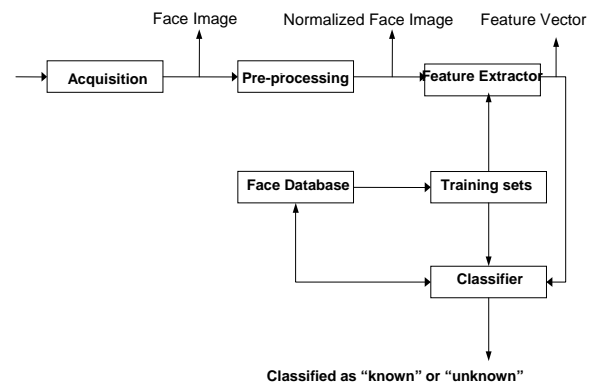 Face Image
Normalized Face Image
Feature Vector
Acquisition
Pre-processing
Feature Extractor
Face Database
Training sets
Classifier
Classified as “known” or “unknown”